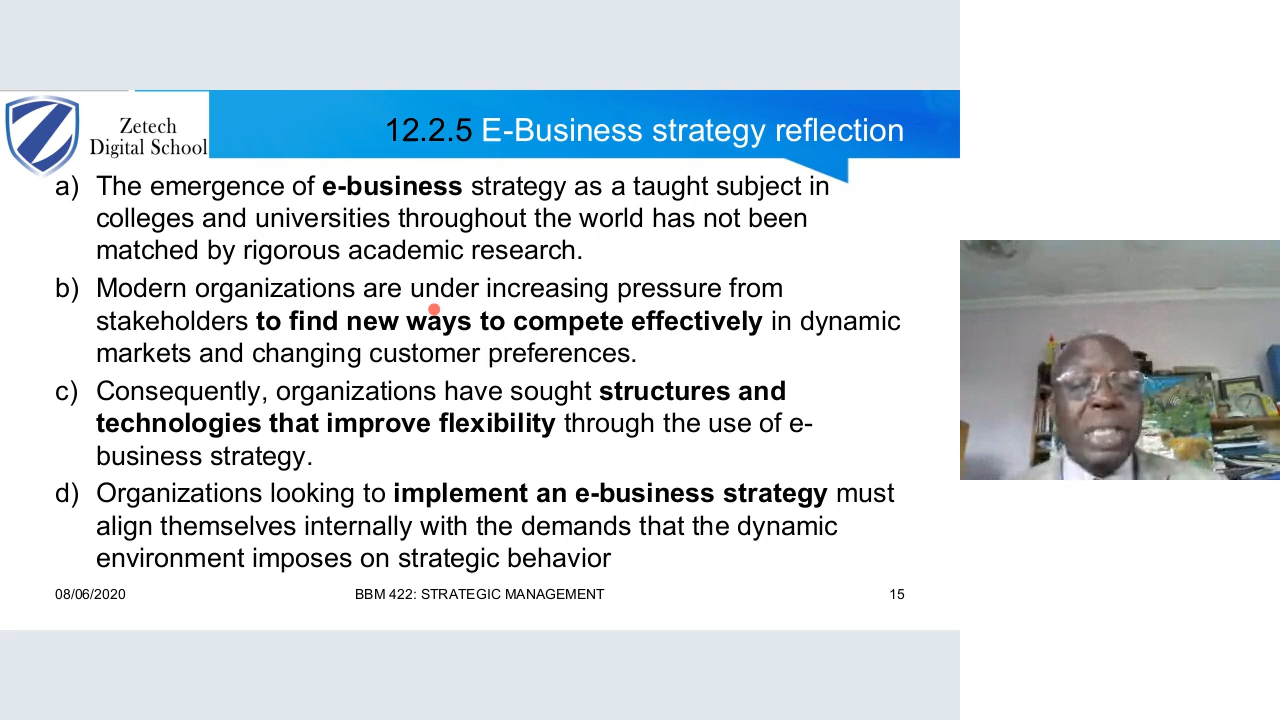 Zetech
Digital School
12.2.5 E-Business strategy reflection
a) The emergence of e-business strategy as a taught subject in
colleges and universities throughout the world has not been
matched by rigorous academic research.
b) Modern organizations are under increasing pressure from
stakeholders to find new ways to compete effectively in dynamic
markets and changing customer preferences.
c) Consequently, organizations have sought structures and
technologies that improve flexibility through the use of e-
business strategy.
d) Organizations looking to implement an e-business strategy must
align themselves internally with the demands that the dynamic
environment imposes on strategic behavior
08/06/2020
BBM 422: STRATEGIC MANAGEMENT
15